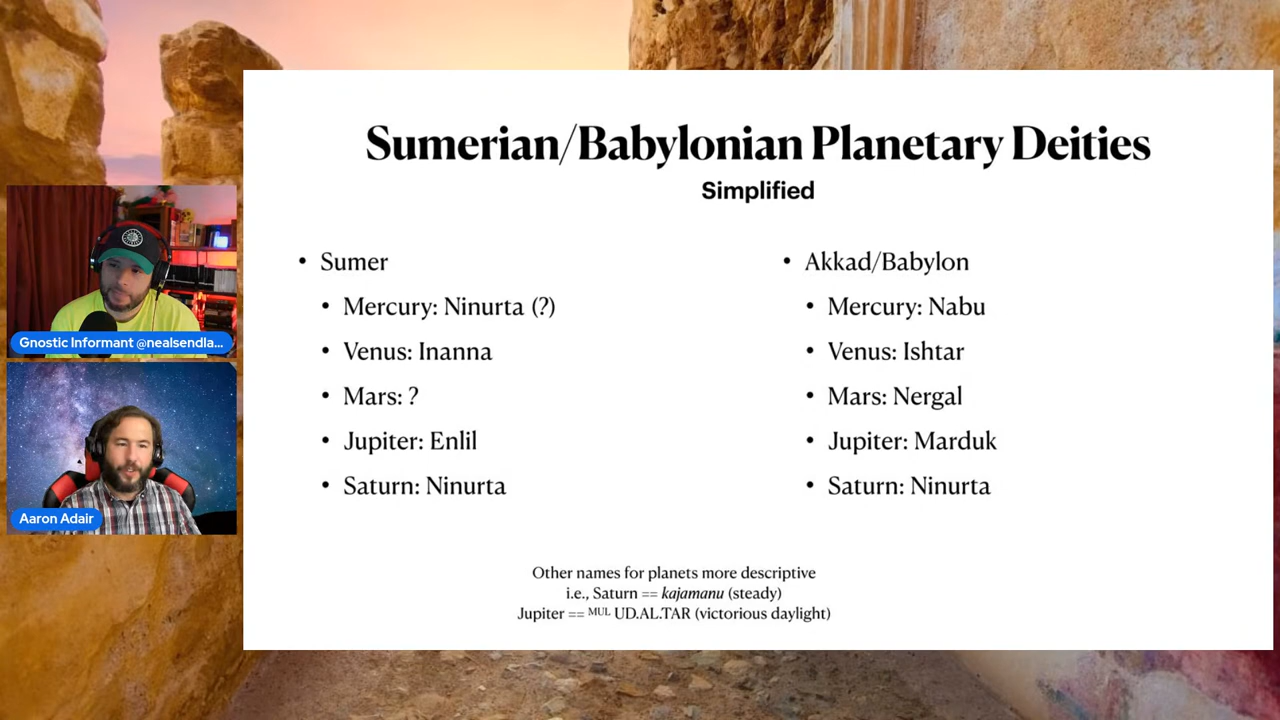 Sumerian/Babylonian Planetary Deities
Simplified
• Sumer
• Mercury: Ninurta (?)
• Venus: Inanna
• Mars: ?
• Jupiter: Enlil
• Saturn: Ninurta
• Akkad/Babylon
• Mercury: Nabu
• Venus: Ishtar
• Mars: Nergal
• Jupiter: Marduk
• Saturn: Ninurta
Other names for planets more descriptive
i.e., Saturn == kajamanu (steady)
Jupiter == MUL UD.AL.TAR (victorious daylight)
Gnostic Informant @nealsendla...
Aaron Adair